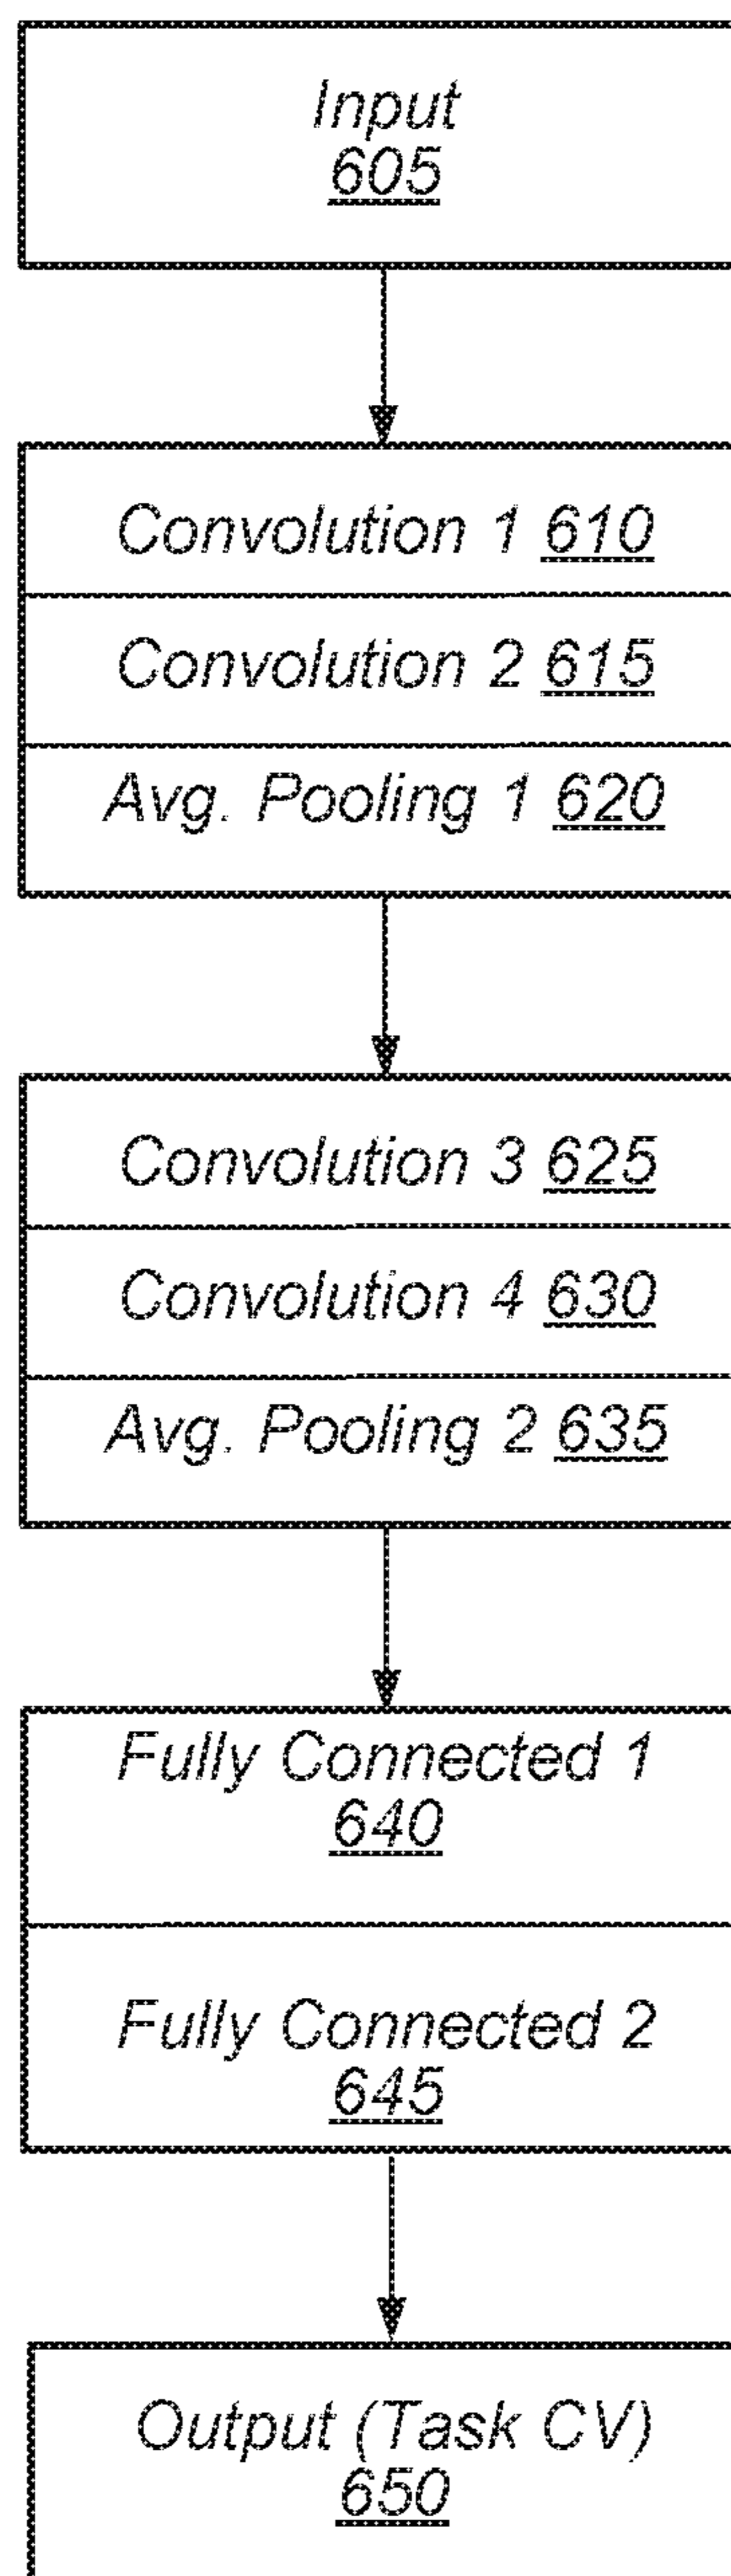 Input
605
Convolution 1 610
Convolution 2 615
Avg. Pooling 1 620
Convolution 3 625
Convolution 4 630
Avg. Pooling 2 635
Fully Connected 1
640
Fully Connected 2
645
Output (Task CV)
650